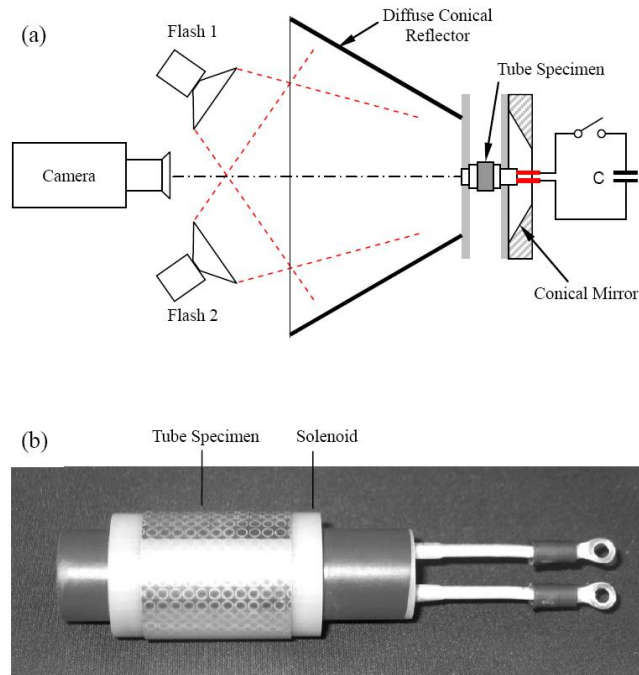 (a)
Flash 1
Diffuse Conical
Reflector
Tube Specimen
Camera
C
Flash 2
Conical Mirror
(b)
Tube Specimen
Solenoid